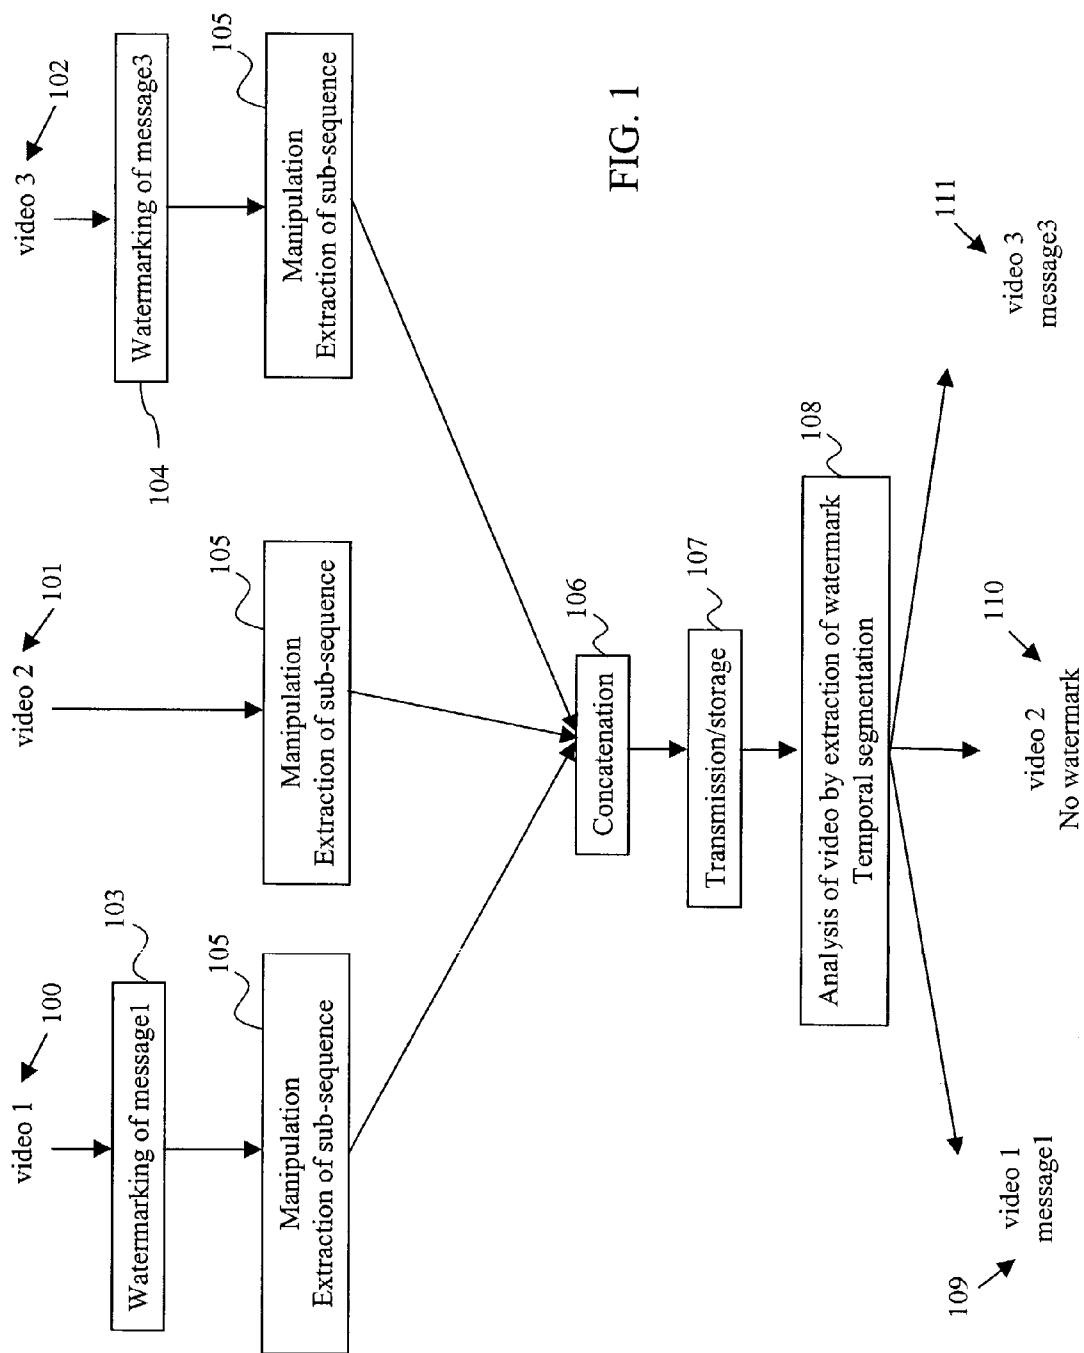 video 1
100
video 2
101
video 3
102
Watermarking of message1
103
Watermarking of message3
104
Manipulation
Extraction of sub-sequence
105
Manipulation
Extraction of sub-sequence
105
Manipulation
Extraction of sub-sequence
105
Concatenation
106
Transmission/storage
107
Analysis of video by extraction of watermark
Temporal segmentation
108
109
video 1
message1
110
video 2
No watermark
111
video 3
message3
FIG. 1